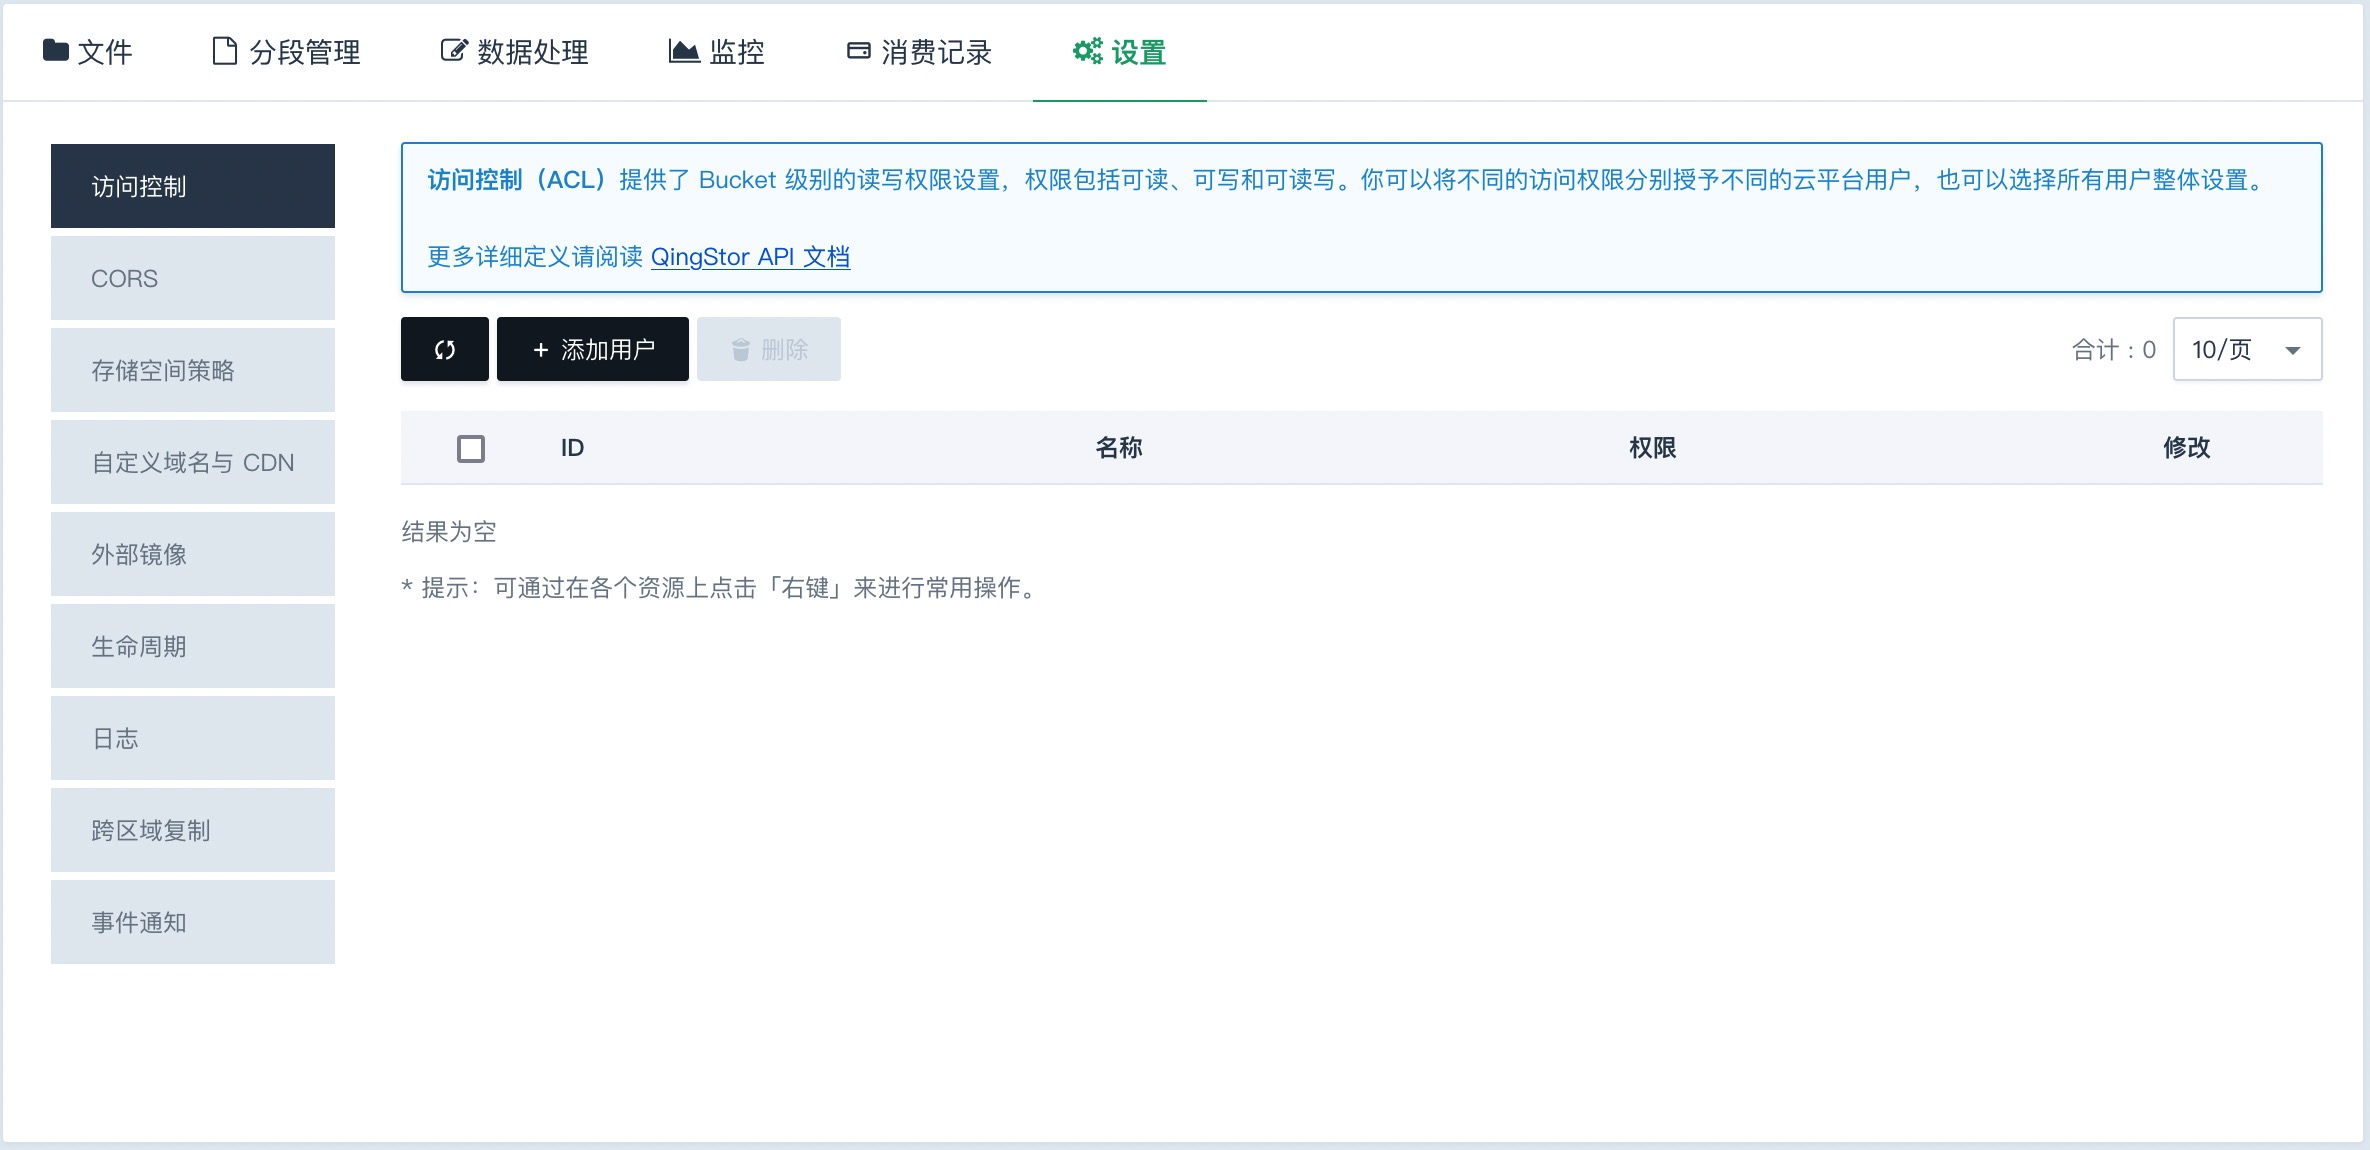 文件 分段管理 数据处理 监控 消费记录 设置
访问控制
CORS
存储空间策略
自定义域名与 CDN
外部镜像
生命周期
日志
跨区域复制
事件通知
访问控制（ACL）提供了 Bucket 级别的读写权限设置，权限包括可读、可写和可读写。你可以将不同的访问权限分别授予不同的云平台用户，也可以选择所有用户整体设置。
更多详细定义请阅读 QingStor API 文档
+ 添加用户 删除 合计 : 0 10/页
ID 名称 权限 修改
结果为空
* 提示：可通过在各个资源上点击「右键」来进行常用操作。